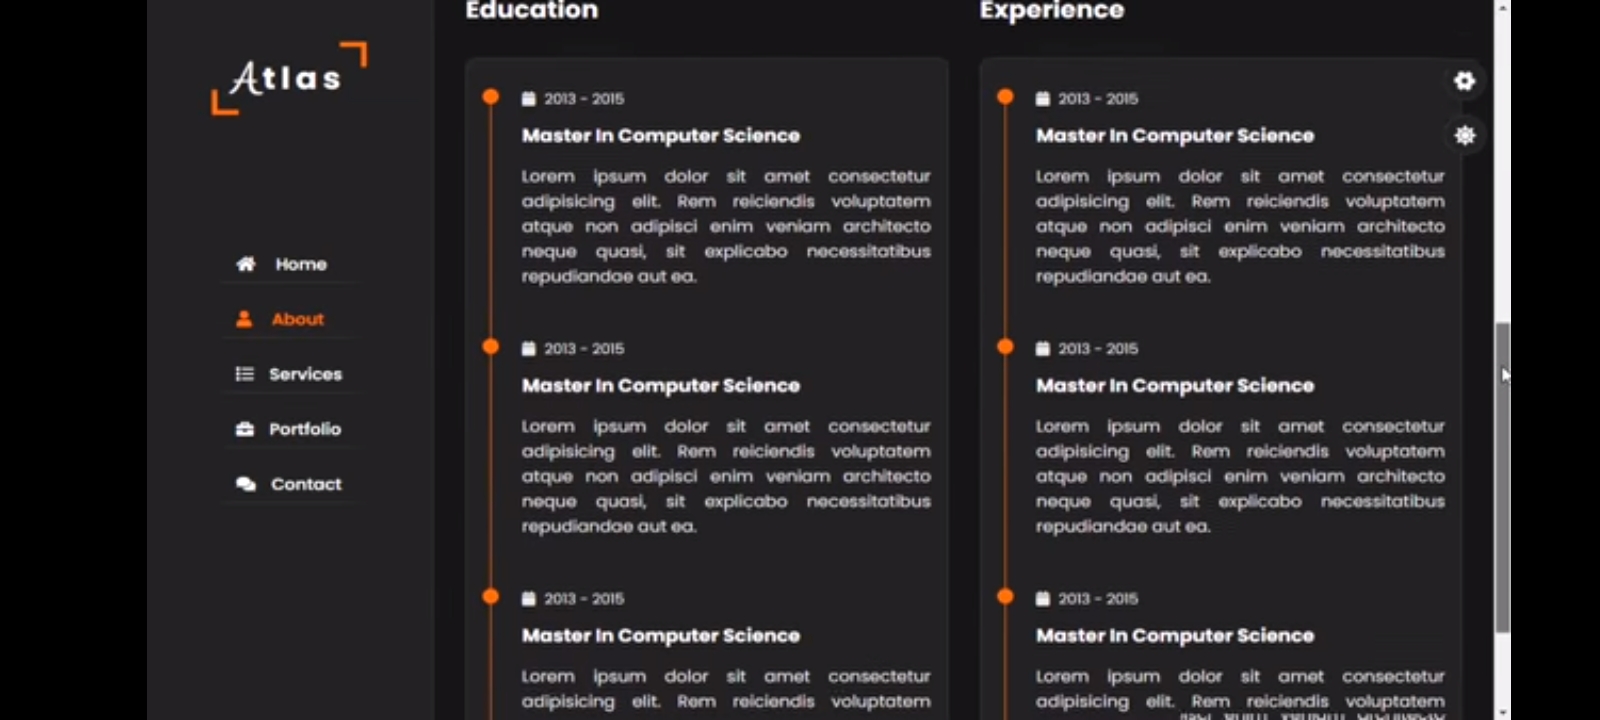 Atlas
Home
About
Services
Portfolio
Contact
Education
2013 - 2015
Master In Computer Science
Lorem ipsum dolor sit amet consectetur
adipisicing elit. Rem reiciendis voluptatem
atque non adipisci enim veniam architecto
neque quasi, sit explicabo necessitatibus
repudiandae aut ea.
2013 - 2015
Master In Computer Science
Lorem ipsum dolor sit amet consectetur
adipisicing elit. Rem reiciendis voluptatem
atque non adipisci enim veniam architecto
neque quasi, sit explicabo necessitatibus
repudiandae aut ea.
2013 - 2015
Master In Computer Science
Lorem ipsum dolor sit amet consectetur
adipisicing elit. Rem reiciendis voluptatem
Experience
2013 - 2015
Master In Computer Science
Lorem ipsum dolor sit amet consectetur
adipisicing elit. Rem reiciendis voluptatem
atque non adipisci enim veniam architecto
neque quasi, sit explicabo necessitatibus
repudiandae aut ea.
2013 - 2015
Master In Computer Science
Lorem ipsum dolor sit amet consectetur
adipisicing elit. Rem reiciendis voluptatem
atque non adipisci enim veniam architecto
neque quasi, sit explicabo necessitatibus
repudiandae aut ea.
2013 - 2015
Master In Computer Science
Lorem ipsum dolor sit amet consectetur
adipisicing elit. Rem reiciendis voluptatem